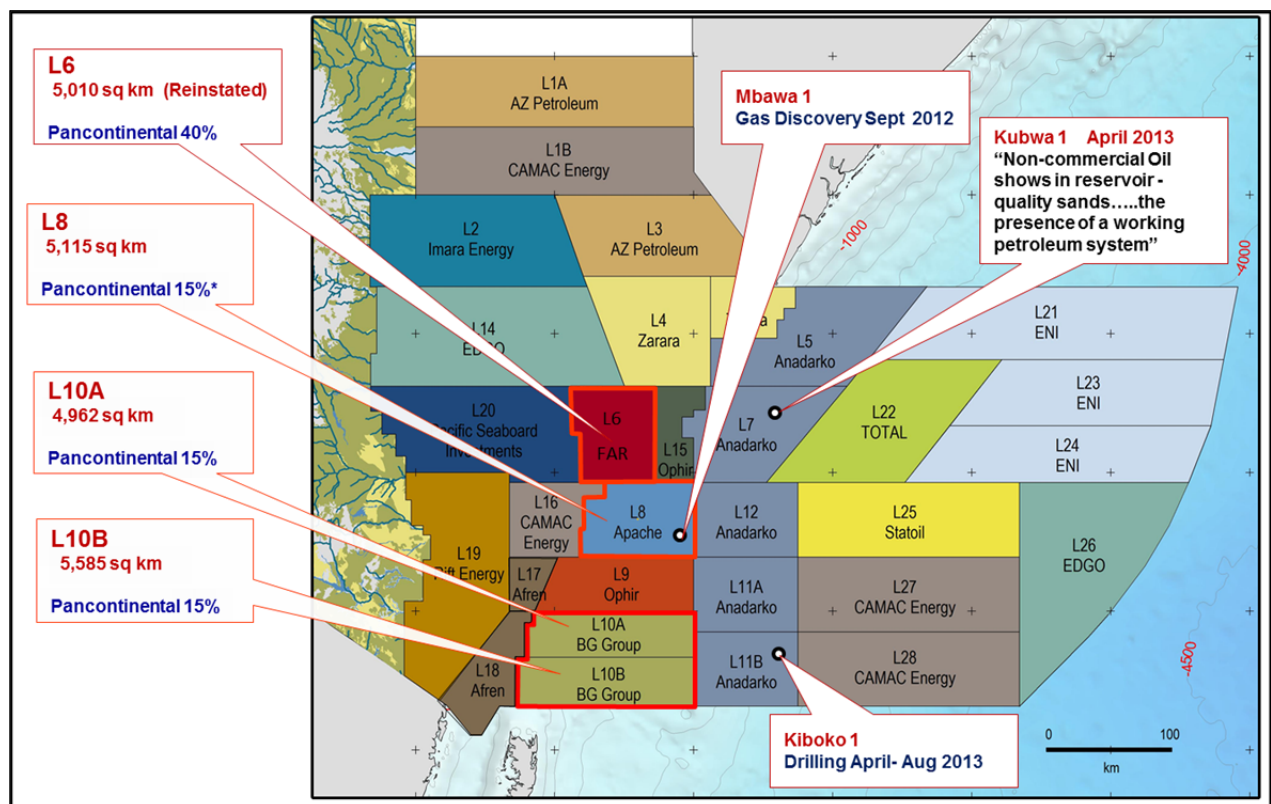 L6
5,010 sq km (Reinstated)
Pancontinental 40%
L8
5,115 sq km
Pancontinental 15%*
L10A
4,962 sq km
Pancontinental 15%
L10B
5,585 sq km
Pancontinental 15%
Mbawa 1
Gas Discovery Sept 2012
Kubwa 1 April 2013
“Non-commercial Oil
shows in reservoir -
quality sands…..the
presence of a working
petroleum system”
Kiboko 1
Drilling April- Aug 2013
L1A
AZ Petroleum
L1B
CAMAC Energy
L2
Imara Energy
L3
AZ Petroleum
L14
EDGO
L4
Zarara
L5
Anadarko
L21
ENI
L20
Seaboard
L6
FAR
L15
Ophir
L7
Anadarko
L22
TOTAL
L23
ENI
L24
ENI
L16
CAMAC
Energy
L8
Apache
L12
Anadarko
L25
Statoil
L26
EDGO
L19
Energy
L17
Afren
L9
Ophir
L11A
Anadarko
L27
CAMAC Energy
L10A
BG Group
L18
Afren
L10B
BG Group
L11B
Anadarko
L28
CAMAC Energy
-1000
-4000
-4500
0 100
km